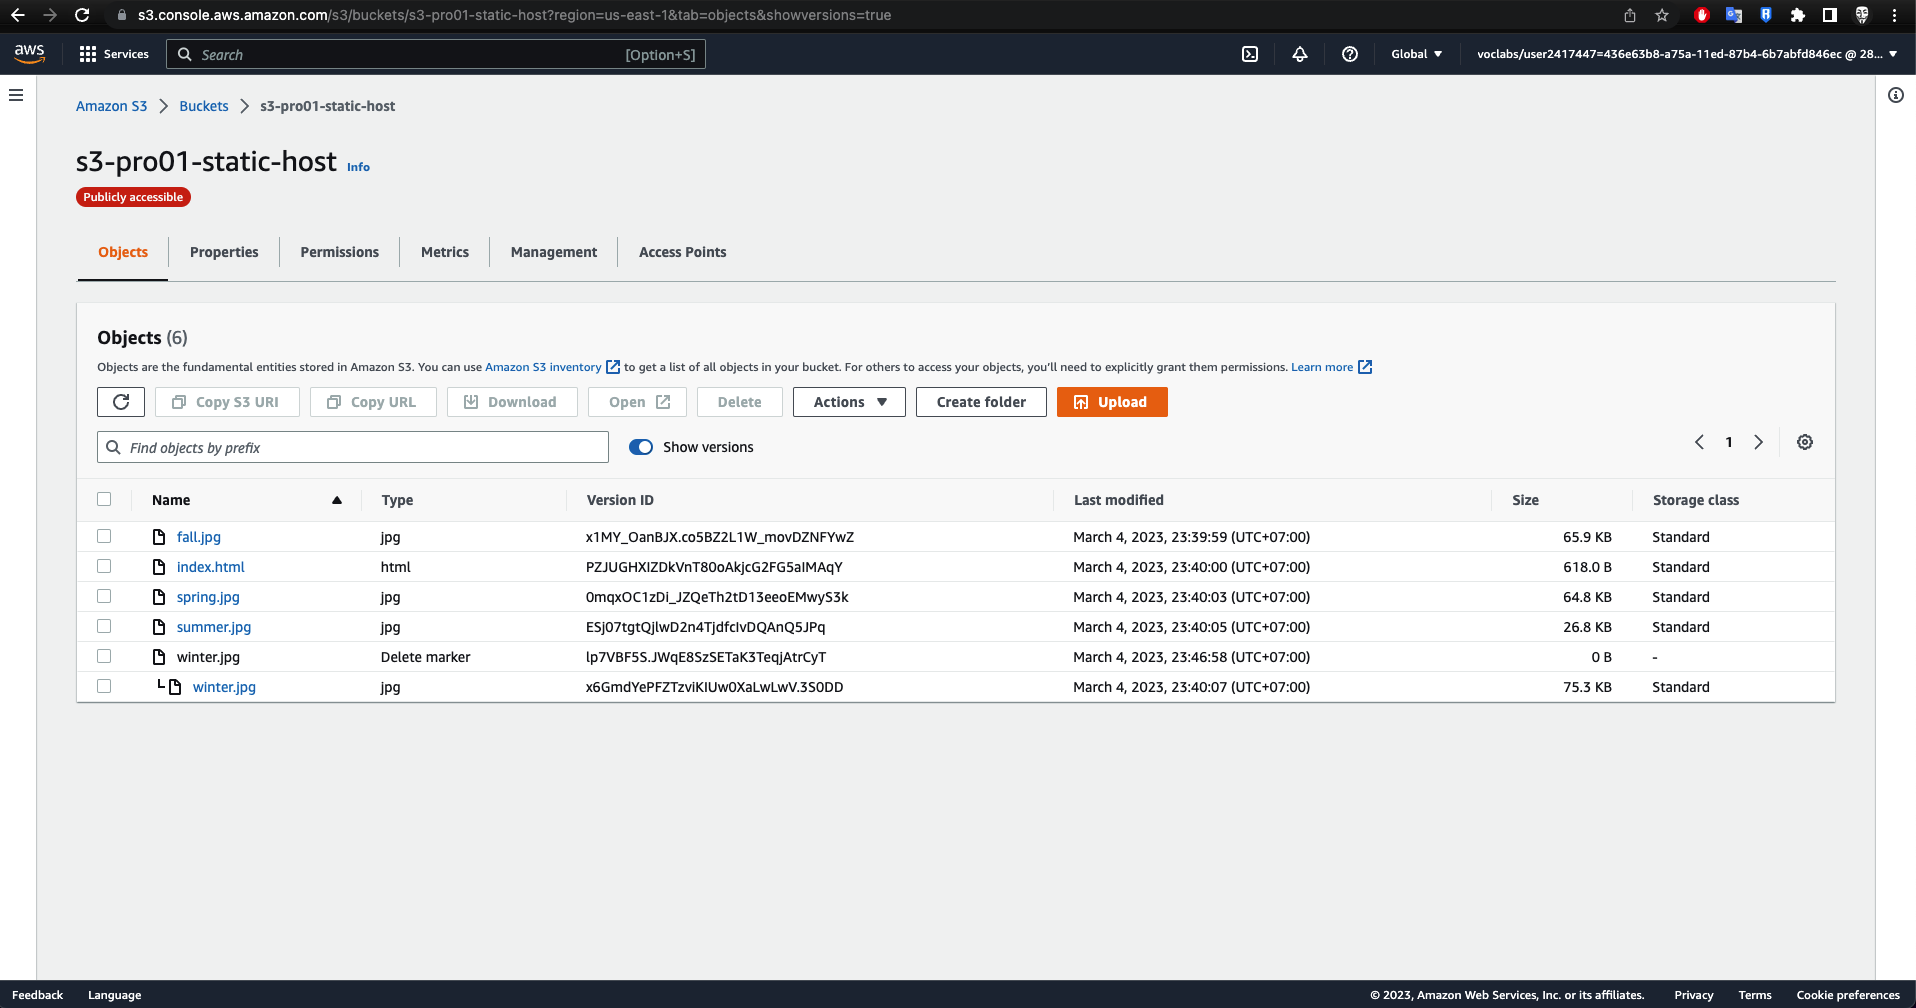 s3.console.aws.amazon.com/s3/buckets/s3-pro01-static-host?region=us-east-1&tab=objects&showversions=true
aws Services Search [Option+S] Global voclabs/user2417447=436e63b8-a75a-11ed-87b4-6b7abfd846ec @ 28...
Amazon S3 Buckets s3-pro01-static-host
s3-pro01-static-host Info
Publicly accessible
Objects Properties Permissions Metrics Management Access Points
Objects (6)
Objects are the fundamental entities stored in Amazon S3. You can use Amazon S3 inventory to get a list of all objects in your bucket. For others to access your objects, you'll need to explicitly grant them permissions. Learn more
Copy S3 URI Copy URL Download Open Delete Actions Create folder Upload
Find objects by prefix Show versions 1
Name Type Version ID Last modified Size Storage class
fall.jpg jpg x1MY_OanBJX.co5BZ2L1W_movDZNFYwZ March 4, 2023, 23:39:59 (UTC+07:00) 65.9 KB Standard
index.html html PZJUGHXIZDkVnT80oAkjcG2FG5aIMAqY March 4, 2023, 23:40:00 (UTC+07:00) 618.0 B Standard
spring.jpg jpg 0mqxOC1zDi_JZQeTh2tD13eeoEMwyS3k March 4, 2023, 23:40:03 (UTC+07:00) 64.8 KB Standard
summer.jpg jpg ESj07tgtQjlwD2n4TjdfcIvDQAnQ5JPq March 4, 2023, 23:40:05 (UTC+07:00) 26.8 KB Standard
winter.jpg Delete marker lp7VBF5S.JWqE8SzSETaK3TeqjAtrCyT March 4, 2023, 23:46:58 (UTC+07:00) 0 B -
winter.jpg jpg x6GmdYePFZTzviKIUw0XaLwLwV.3S0DD March 4, 2023, 23:40:07 (UTC+07:00) 75.3 KB Standard
Feedback Language © 2023, Amazon Web Services, Inc. or its affiliates. Privacy Terms Cookie preferences